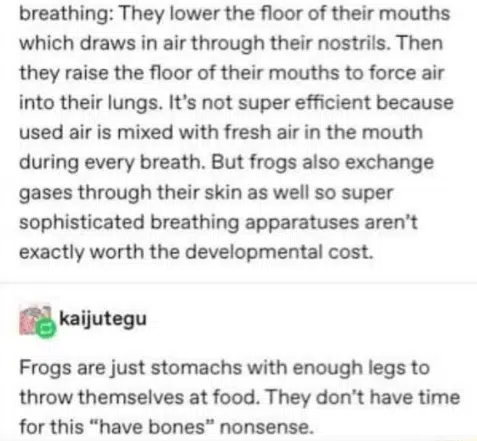 breathing: They lower the floor of their mouths
which draws in air through their nostrils. Then
they raise the floor of their mouths to force air
into their lungs. It's not super efficient because
used air is mixed with fresh air in the mouth
during every breath. But frogs also exchange
gases through their skin as well so super
sophisticated breathing apparatuses aren't
exactly worth the developmental cost.
kaijutegu
Frogs are just stomachs with enough legs to
throw themselves at food. They don't have time
for this "have bones" nonsense.